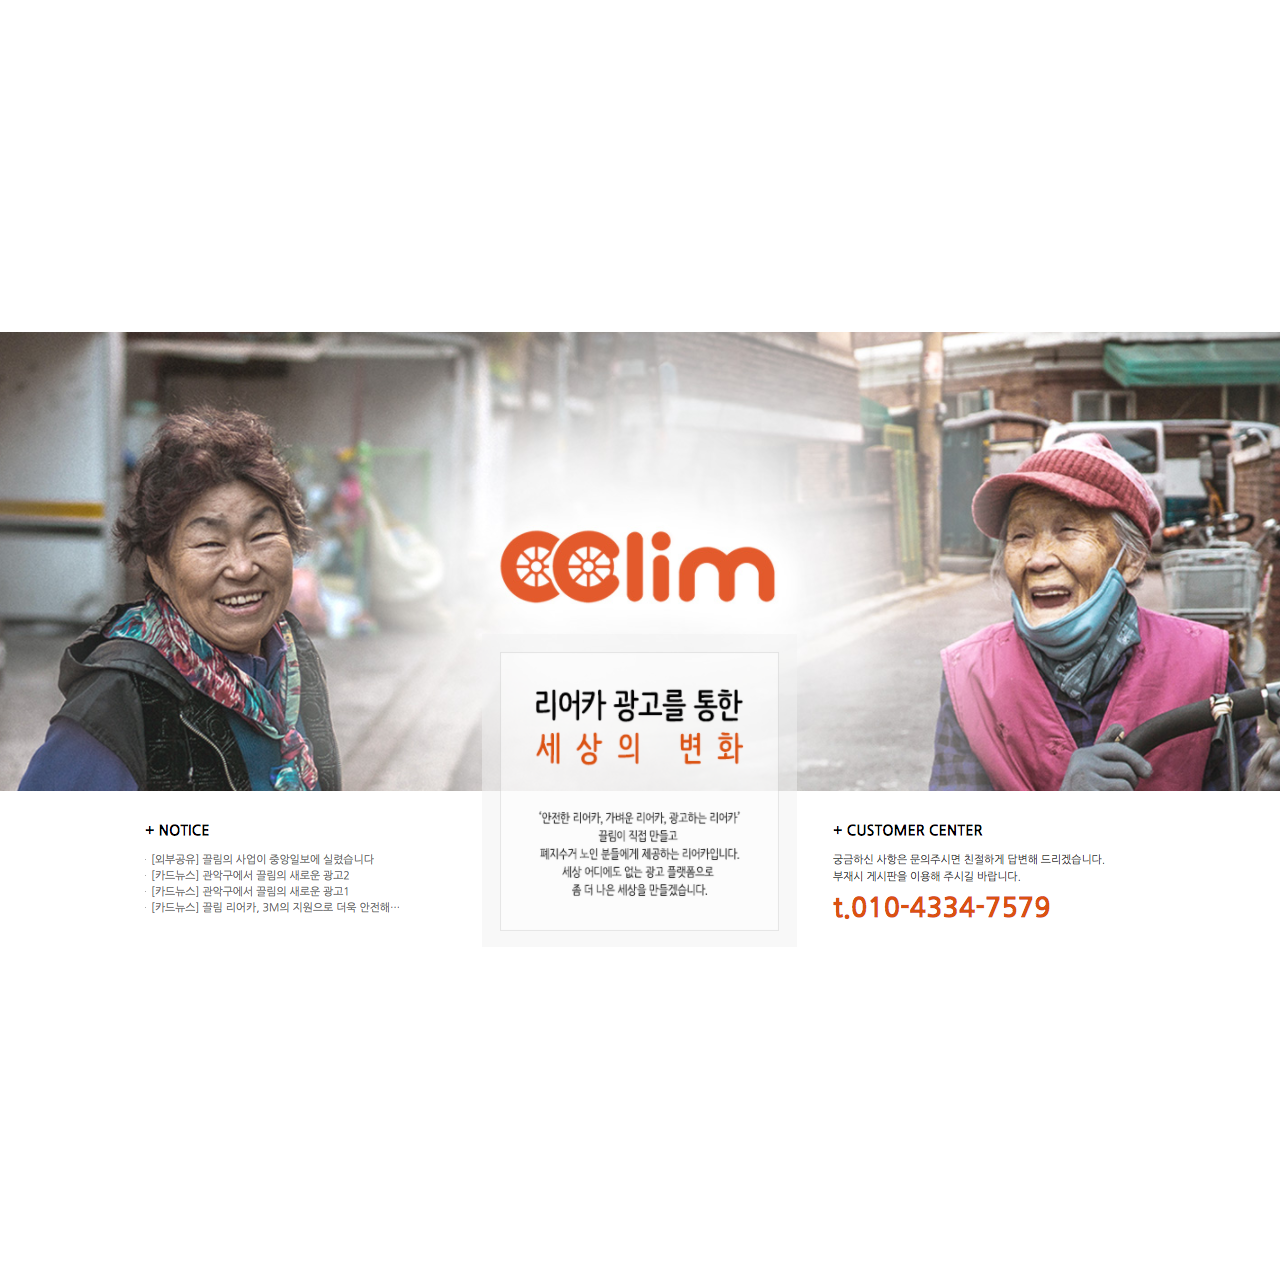 CClim
리어카 광고를 통한
세상의 변화
'안전한 리어카, 가벼운 리어카, 광고하는 리어카'
끌림이 직접 만들고
폐지수거 노인 분들에게 제공하는 리어카입니다.
세상 어디에도 없는 광고 플랫폼으로
좀 더 나은 세상을 만들겠습니다.
+ NOTICE
· [외부공유] 끌림의 사업이 중앙일보에 실렸습니다
· [카드뉴스] 관악구에서 끌림의 새로운 광고2
· [카드뉴스] 관악구에서 끌림의 새로운 광고1
· [카드뉴스] 끌림 리어카, 3M의 지원으로 더욱 안전해…
+ CUSTOMER CENTER
궁금하신 사항은 문의주시면 친절하게 답변해 드리겠습니다.
부재시 게시판을 이용해 주시길 바랍니다.
t.010-4334-7579